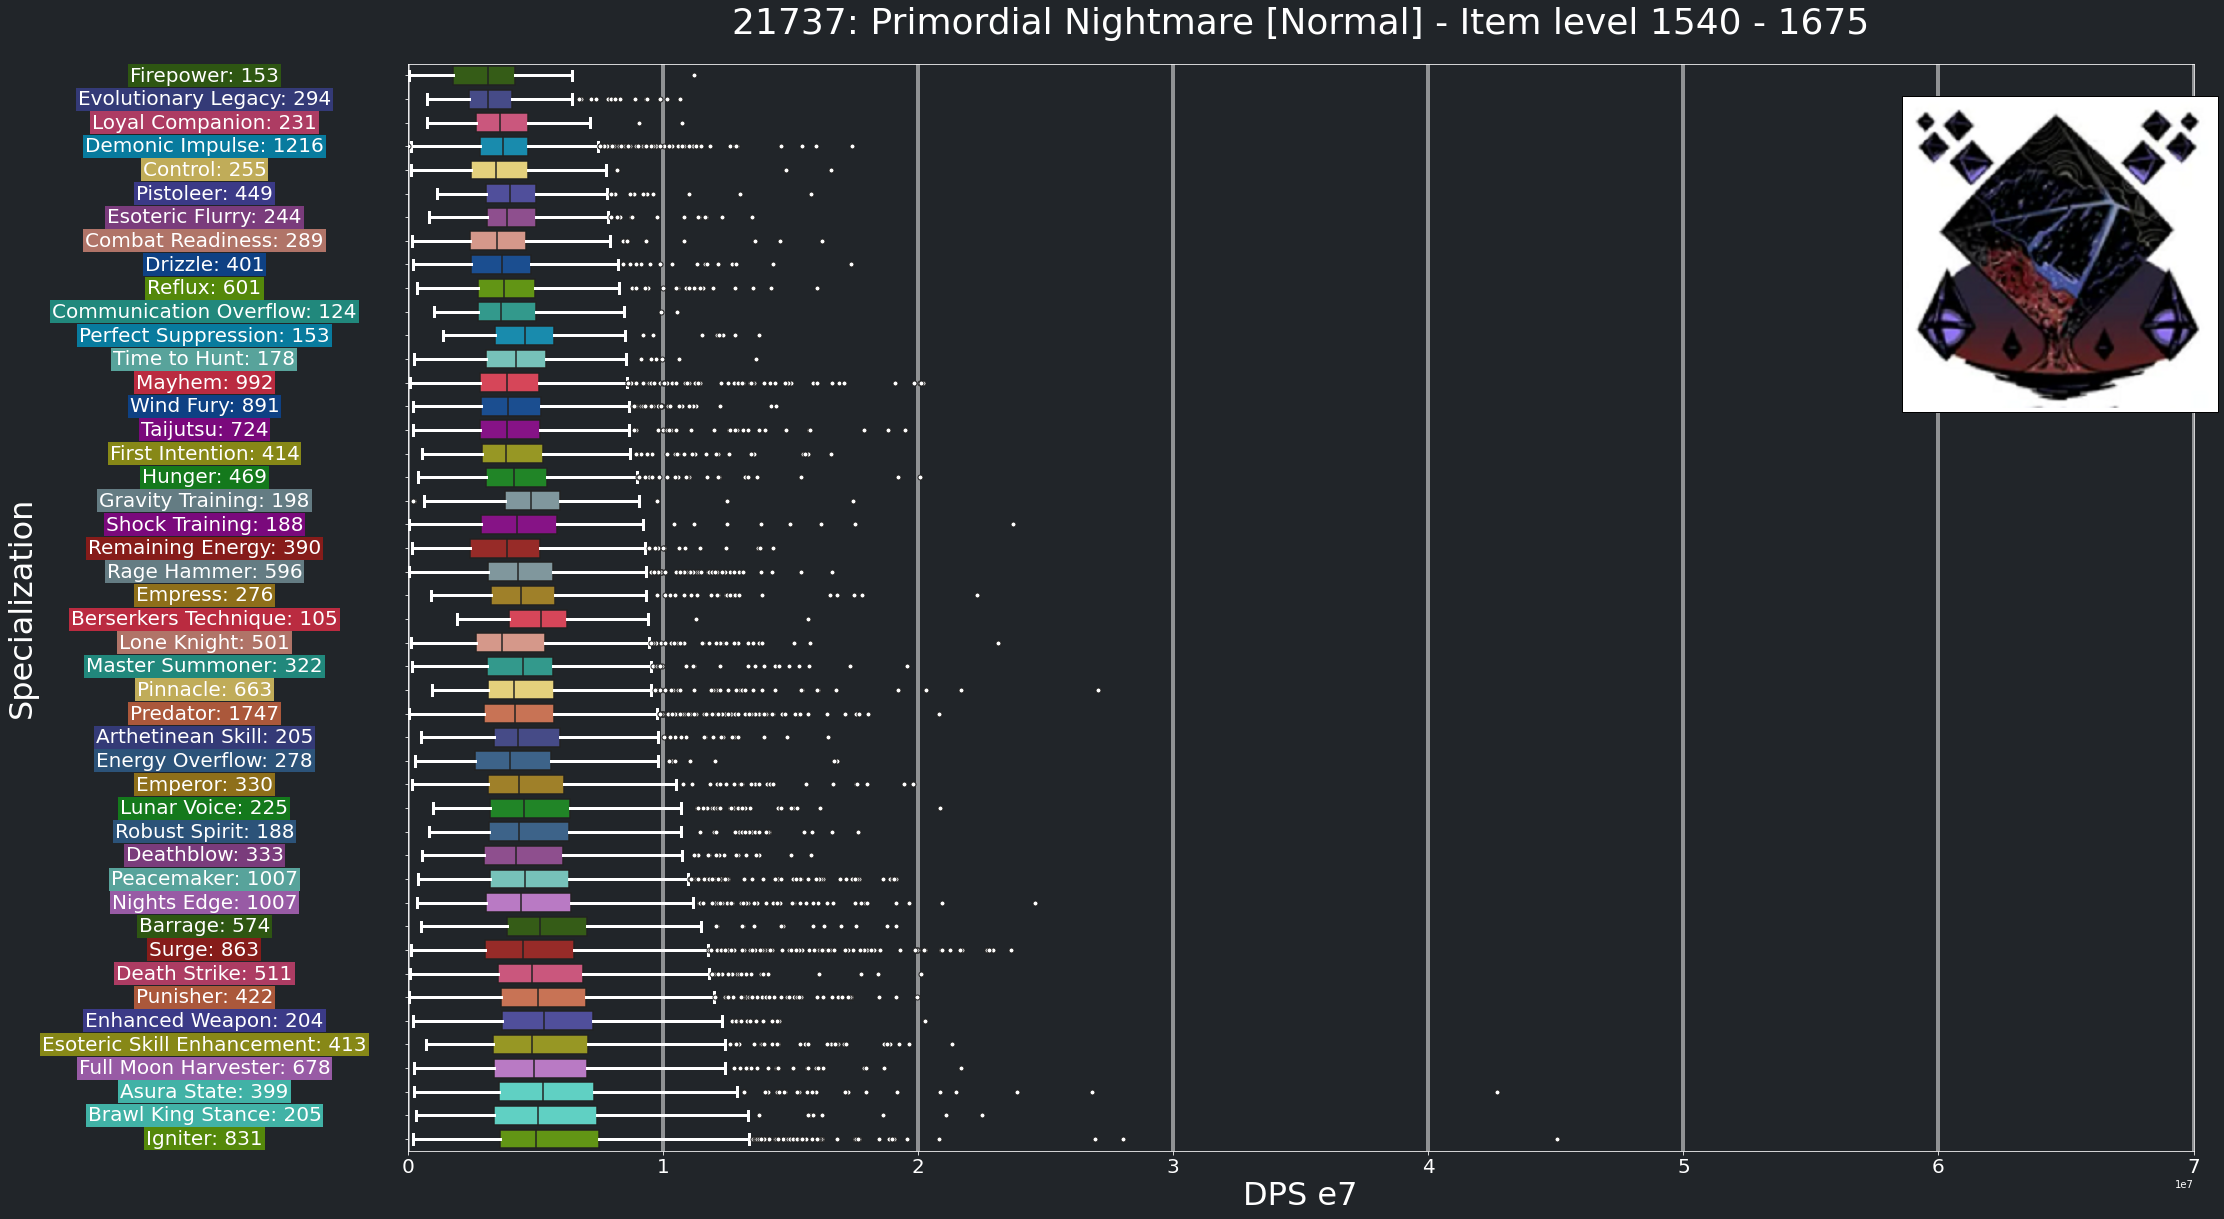 21737: Primordial Nightmare [Normal] - Item level 1540 - 1675
Firepower: 153
Evolutionary Legacy: 294
Loyal Companion: 231
Demonic Impulse: 1216
Control: 255
Pistoleer: 449
Esoteric Flurry: 244
Combat Readiness: 289
Drizzle: 401
Reflux: 601
Communication Overflow: 124
Perfect Suppression: 153
Time to Hunt: 178
Mayhem: 992
Wind Fury: 891
Taijutsu: 724
First Intention: 414
Hunger: 469
Gravity Training: 198
Shock Training: 188
Remaining Energy: 390
Rage Hammer: 596
Empress: 276
Berserkers Technique: 105
Lone Knight: 501
Master Summoner: 322
Pinnacle: 663
Predator: 1747
Arthetinean Skill: 205
Energy Overflow: 278
Emperor: 330
Lunar Voice: 225
Robust Spirit: 188
Deathblow: 333
Peacemaker: 1007
Nights Edge: 1007
Barrage: 574
Surge: 863
Death Strike: 511
Punisher: 422
Enhanced Weapon: 204
Esoteric Skill Enhancement: 413
Full Moon Harvester: 678
Asura State: 399
Brawl King Stance: 205
Igniter: 831
Specialization
0 1 2 3 4 5 6 7
1e7
DPS e7